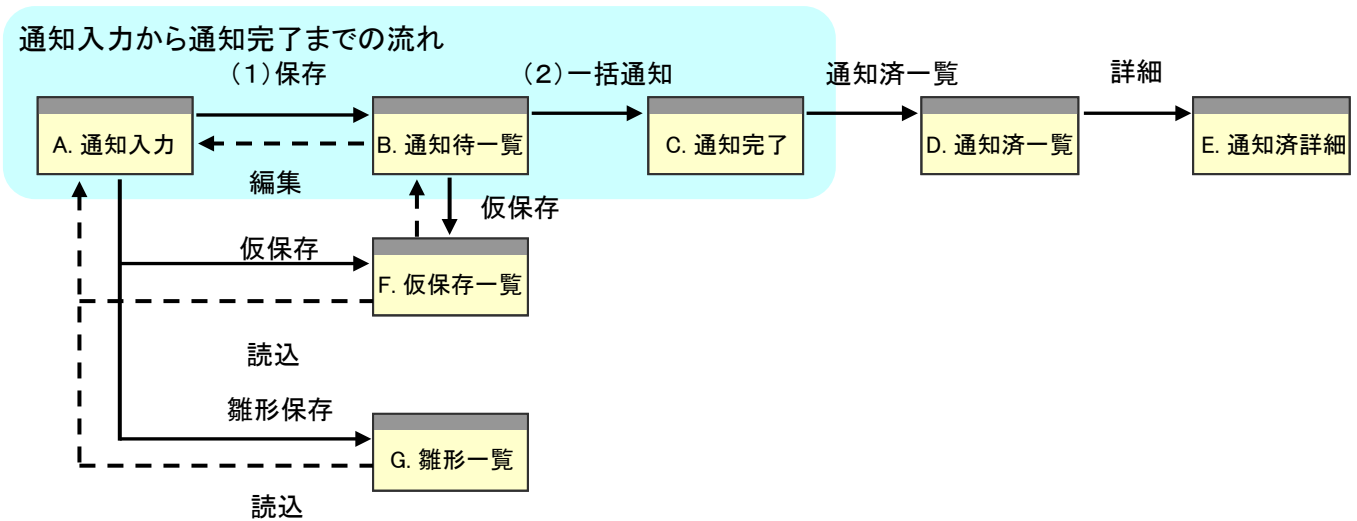 通知入力から通知完了までの流れ
(1)保存
(2)一括通知
通知済一覧
詳細
A. 通知入力
B. 通知待一覧
C. 通知完了
D. 通知済一覧
E. 通知済詳細
編集
仮保存
仮保存
F. 仮保存一覧
読込
雛形保存
G. 雛形一覧
読込